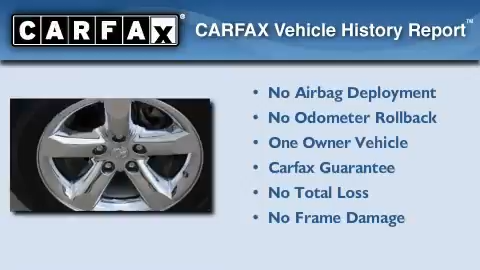 CARFAX
CARFAX Vehicle History Report™
• No Airbag Deployment
• No Odometer Rollback
• One Owner Vehicle
• Carfax Guarantee
• No Total Loss
• No Frame Damage